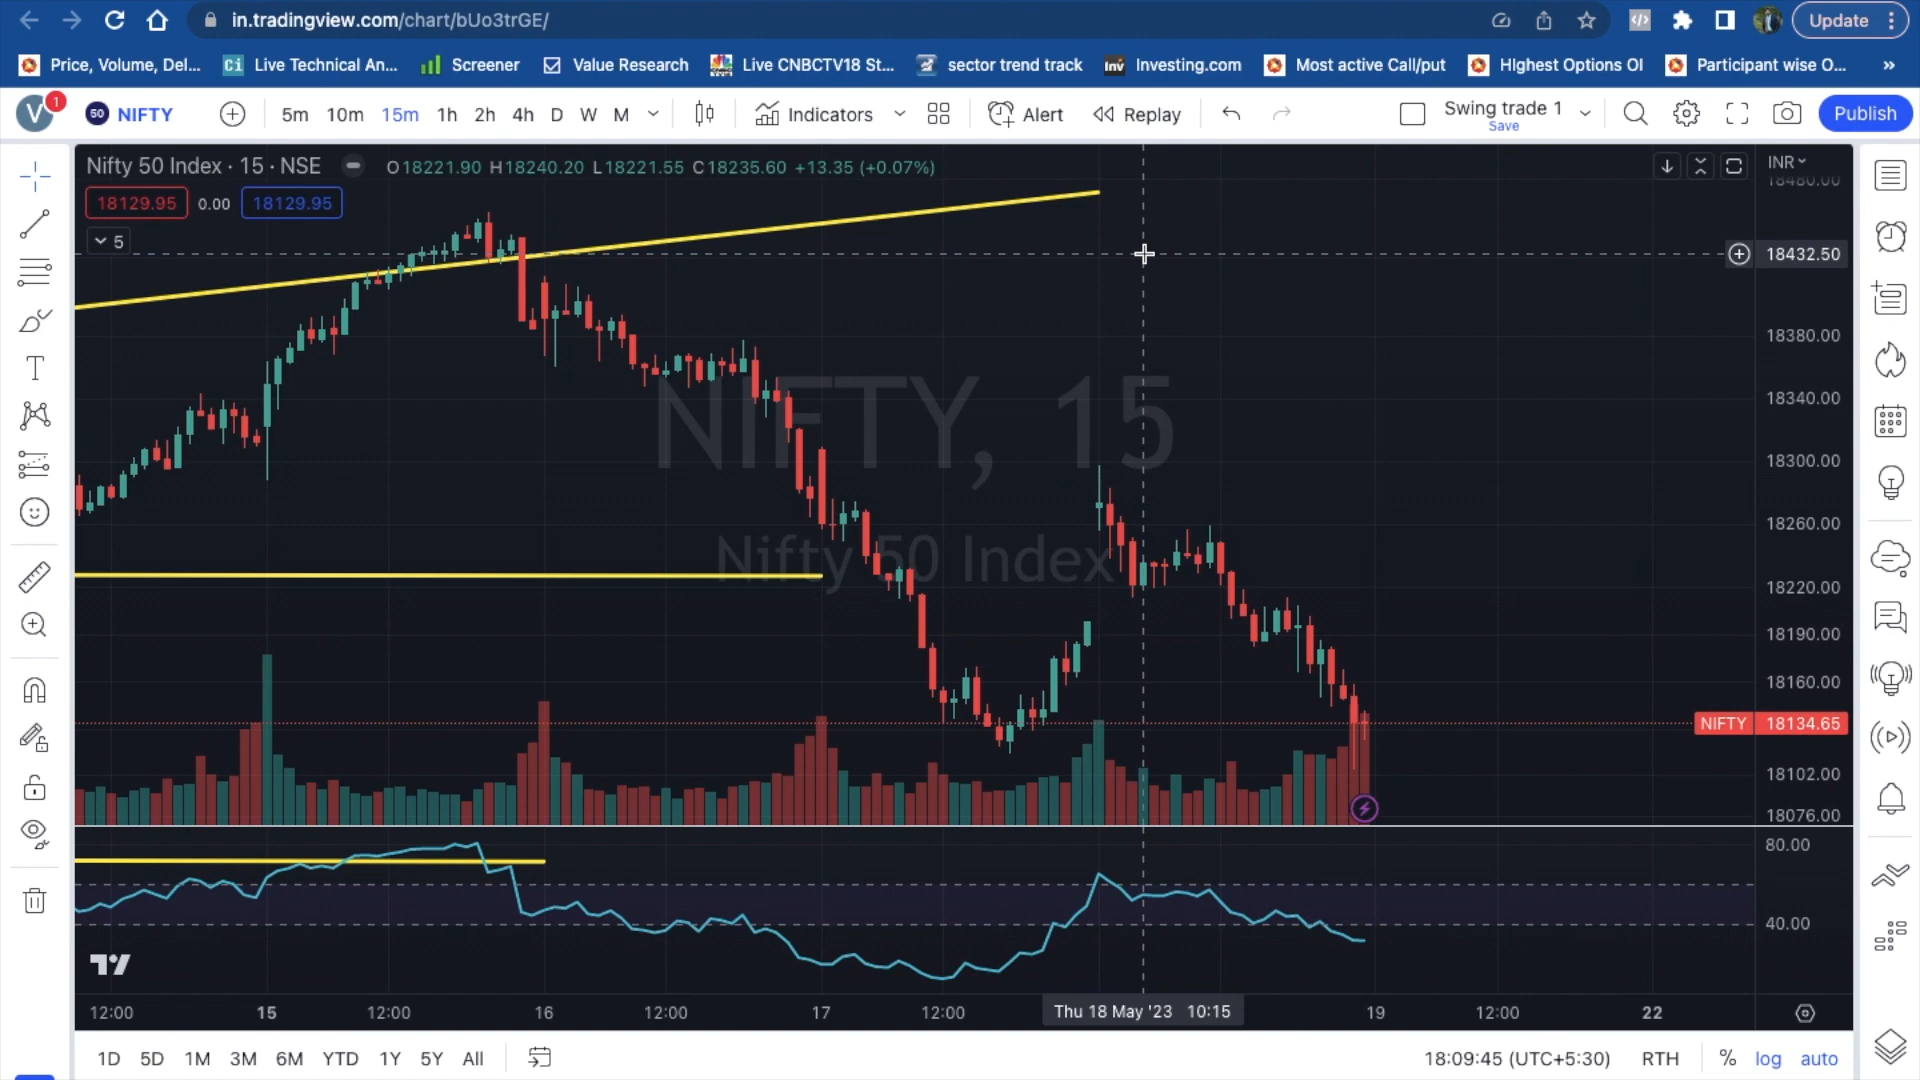 in.tradingview.com/chart/bUo3trGE/
Update
Price, Volume, Del...
Ci Live Technical An...
Screener
Value Research
Live CNBCTV18 St...
sector trend track
Inv Investing.com
Most active Call/put
HIghest Options OI
Participant wise O...
»
V 1
50 NIFTY
5m 10m 15m 1h 2h 4h D W M
Indicators
Alert
Replay
Swing trade 1
Save
Publish
Nifty 50 Index · 15 · NSE
O18221.90 H18240.20 L18221.55 C18235.60 +13.35 (+0.07%)
INR
18480.00
18129.95 0.00 18129.95
5
18432.50
18380.00
18340.00
NIFTY, 15
18300.00
18260.00
Nifty 50 Index
18220.00
18190.00
18160.00
NIFTY 18134.65
18102.00
18076.00
80.00
40.00
12:00 15 12:00 16 12:00 17 12:00 Thu 18 May '23 10:15 19 12:00 22
1D 5D 1M 3M 6M YTD 1Y 5Y All
18:09:45 (UTC+5:30) RTH % log auto